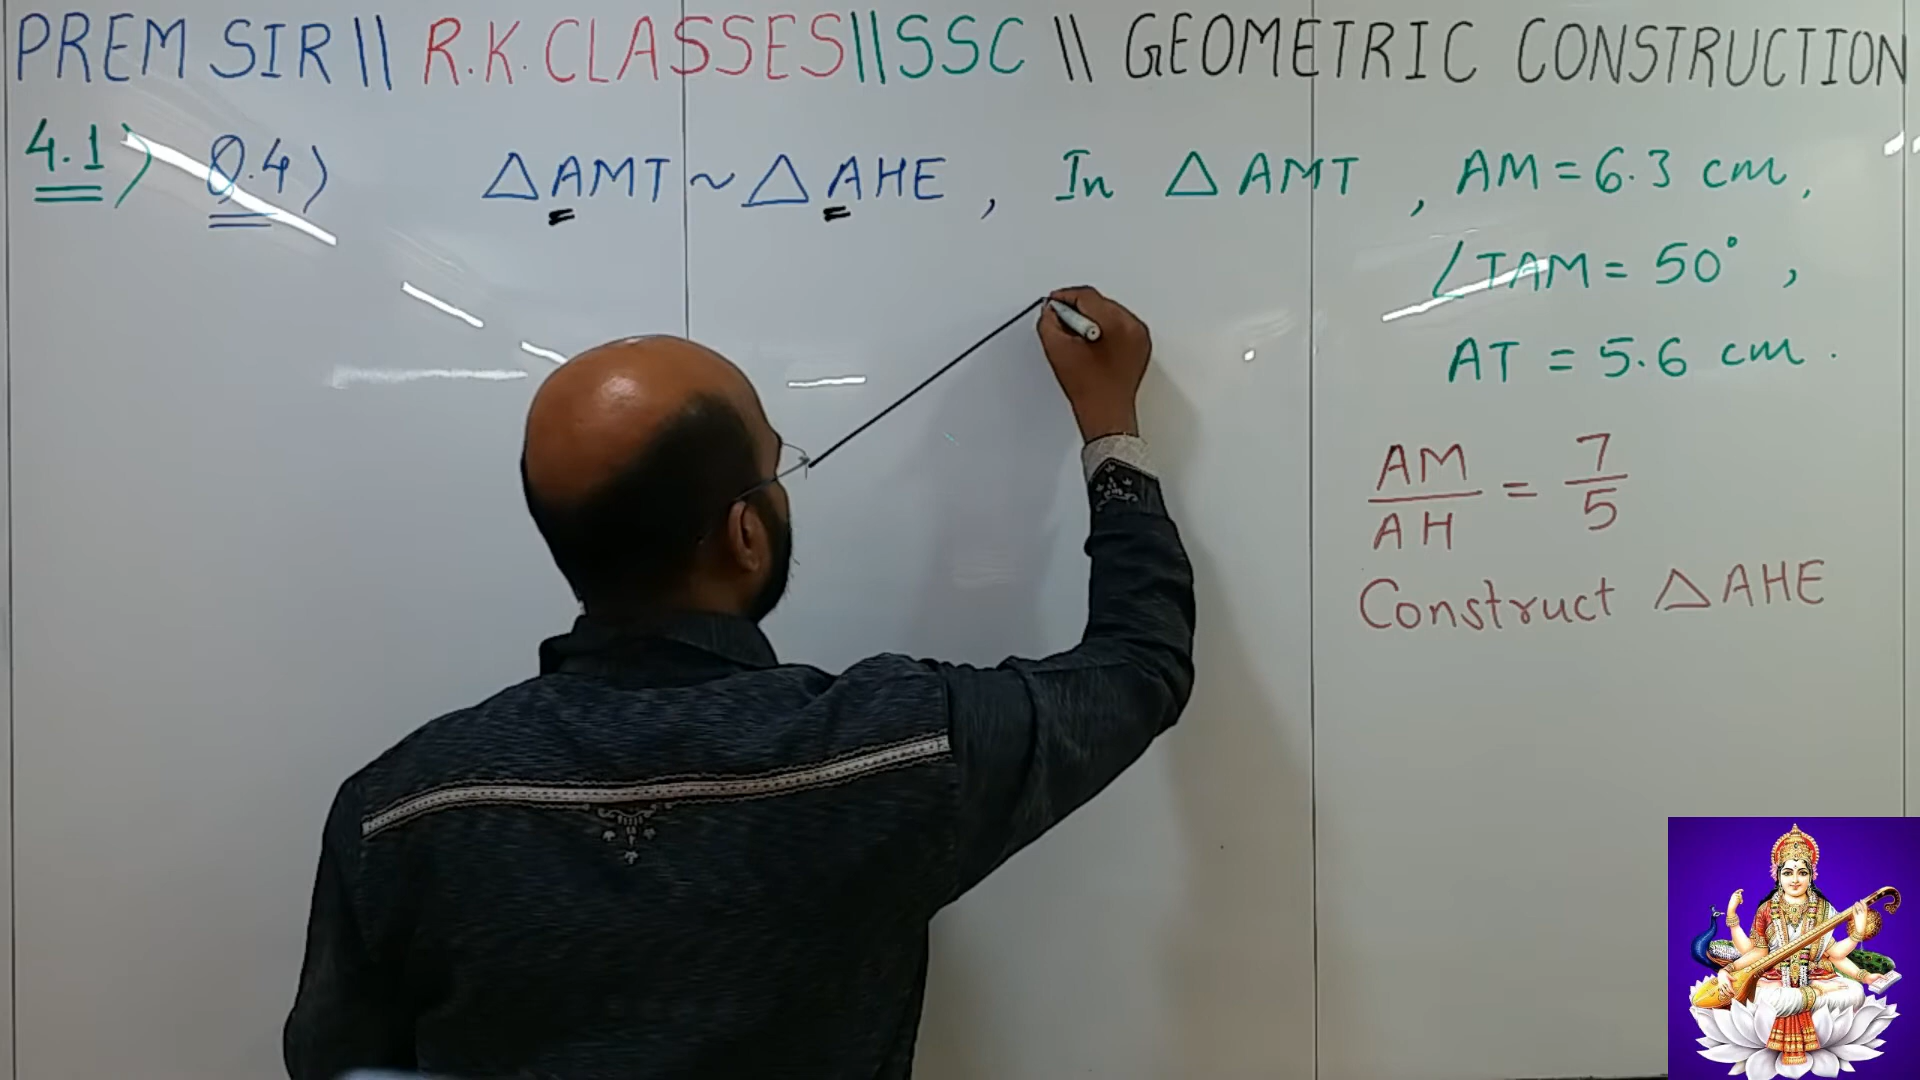 PREM SIR || R.K. CLASSES || SSC \\ GEOMETRIC CONSTRUCTION
4.1) Q.4) △AMT ~ △AHE, In △AMT, AM = 6.3 cm,
∠TAM = 50°,
AT = 5.6 cm.
AM/AH = 7/5
Construct △AHE